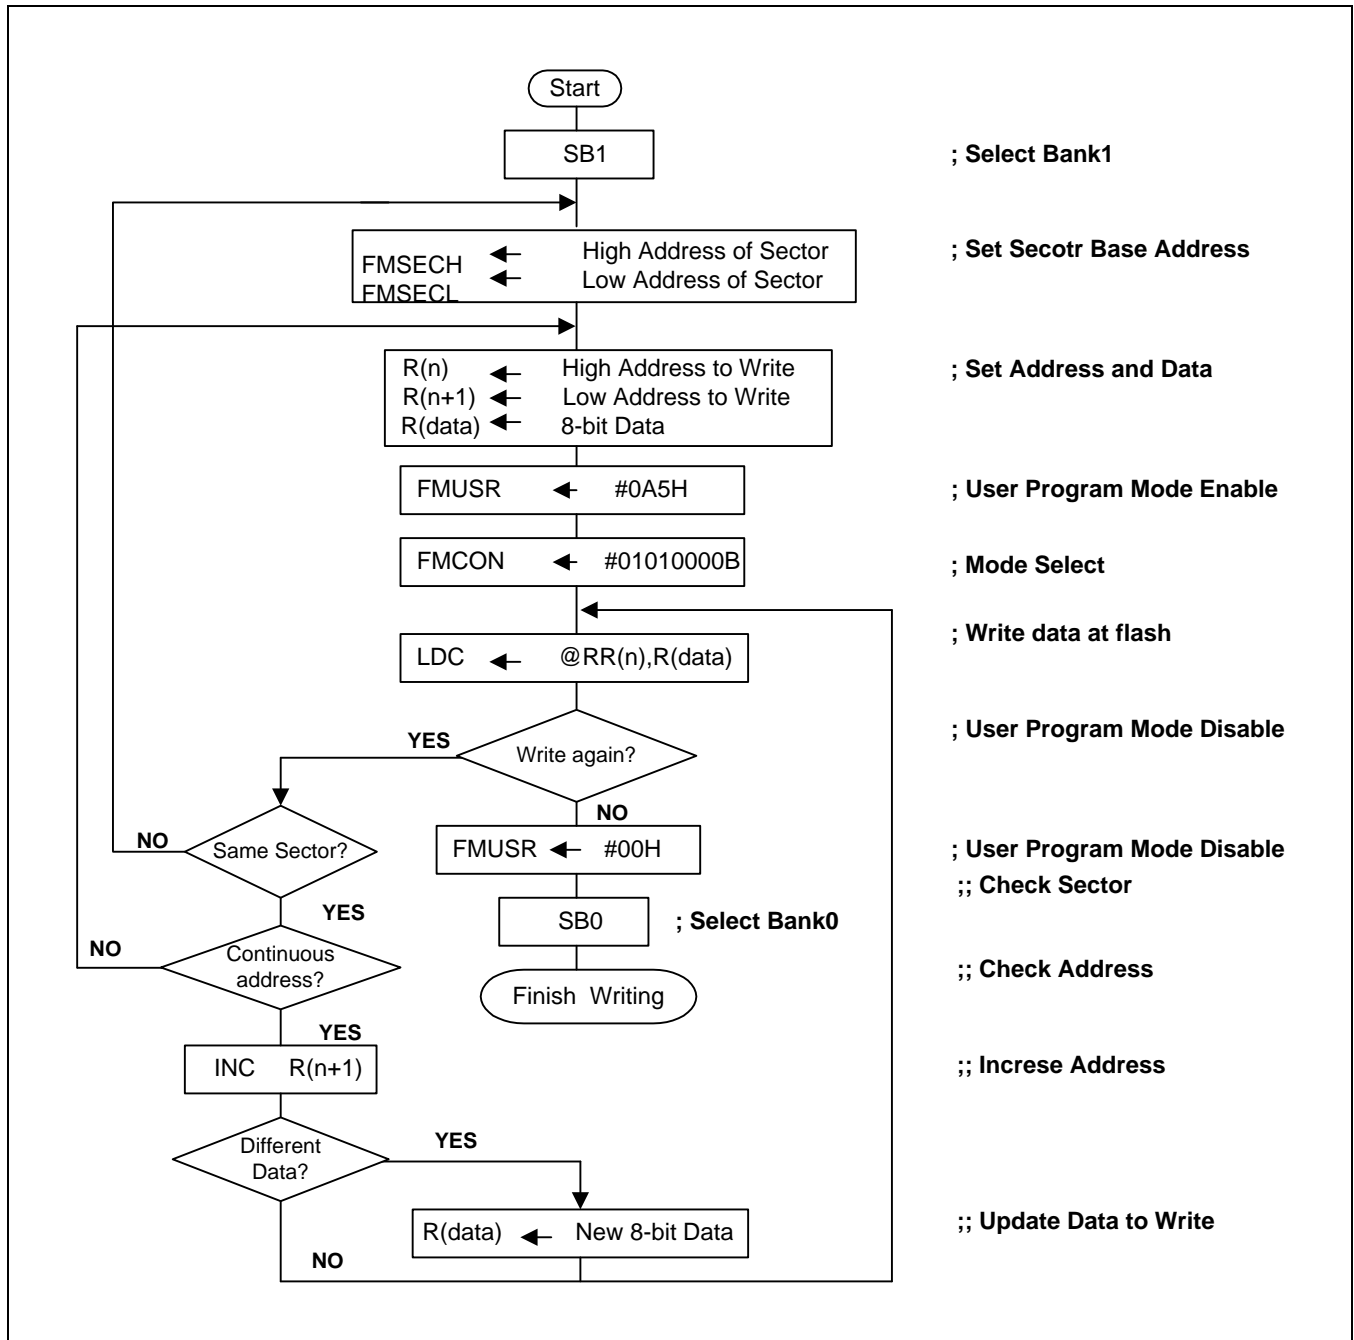 Start
SB1 ; Select Bank1
High Address of Sector ; Set Secotr Base Address
FMSECH
Low Address of Sector
FMSECL
R(n) High Address to Write ; Set Address and Data
R(n+1) Low Address to Write
R(data) 8-bit Data
FMUSR #0A5H ; User Program Mode Enable
FMCON #01010000B ; Mode Select
; Write data at flash
LDC @RR(n),R(data)
; User Program Mode Disable
YES
Write again?
NO
NO
Same Sector?
FMUSR #00H ; User Program Mode Disable
;; Check Sector
YES
SB0 ; Select Bank0
NO
Continuous
address?
;; Check Address
Finish Writing
YES
INC R(n+1) ;; Increse Address
Different
Data?
YES
R(data) New 8-bit Data ;; Update Data to Write
NO